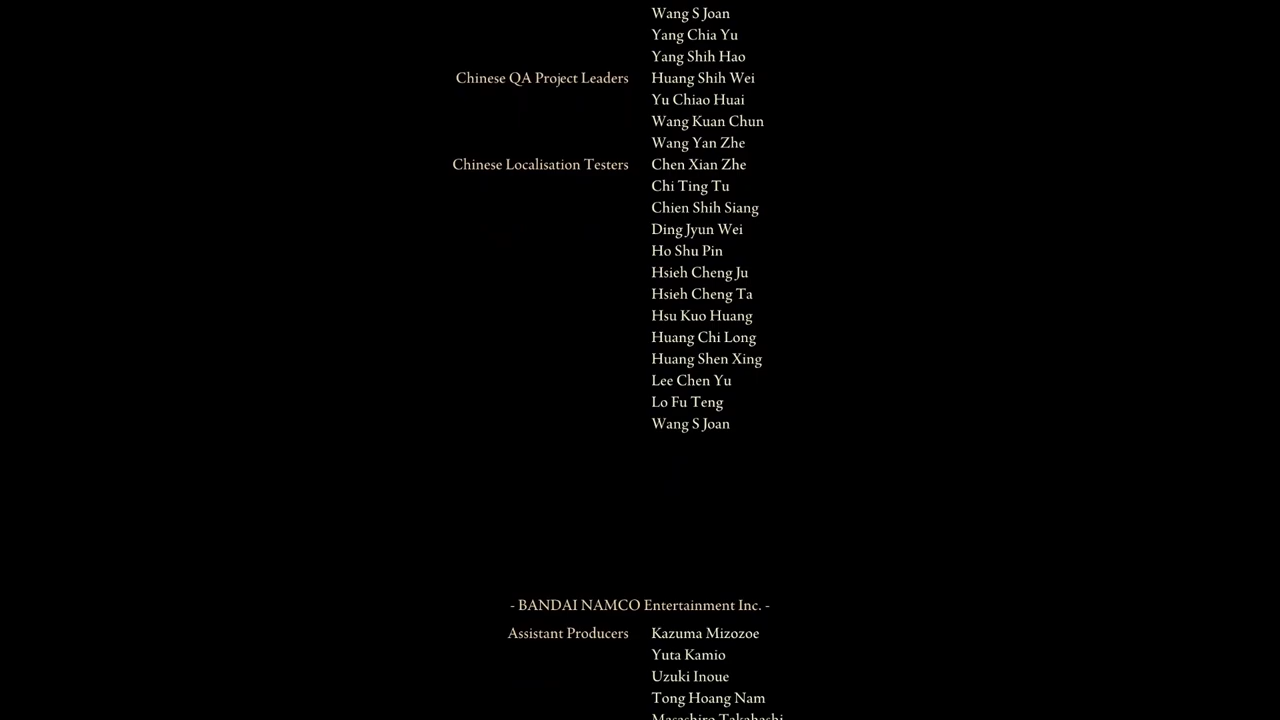 Wang S Joan
Yang Chia Yu
Yang Shih Hao
Chinese QA Project Leaders Huang Shih Wei
Yu Chiao Huai
Wang Kuan Chun
Wang Yan Zhe
Chinese Localisation Testers Chen Xian Zhe
Chi Ting Tu
Chien Shih Siang
Ding Jyun Wei
Ho Shu Pin
Hsieh Cheng Ju
Hsieh Cheng Ta
Hsu Kuo Huang
Huang Chi Long
Huang Shen Xing
Lee Chen Yu
Lo Fu Teng
Wang S Joan
- BANDAI NAMCO Entertainment Inc. -
Assistant Producers Kazuma Mizozoe
Yuta Kamio
Uzuki Inoue
Tong Hoang Nam
Masashiro Takahashi